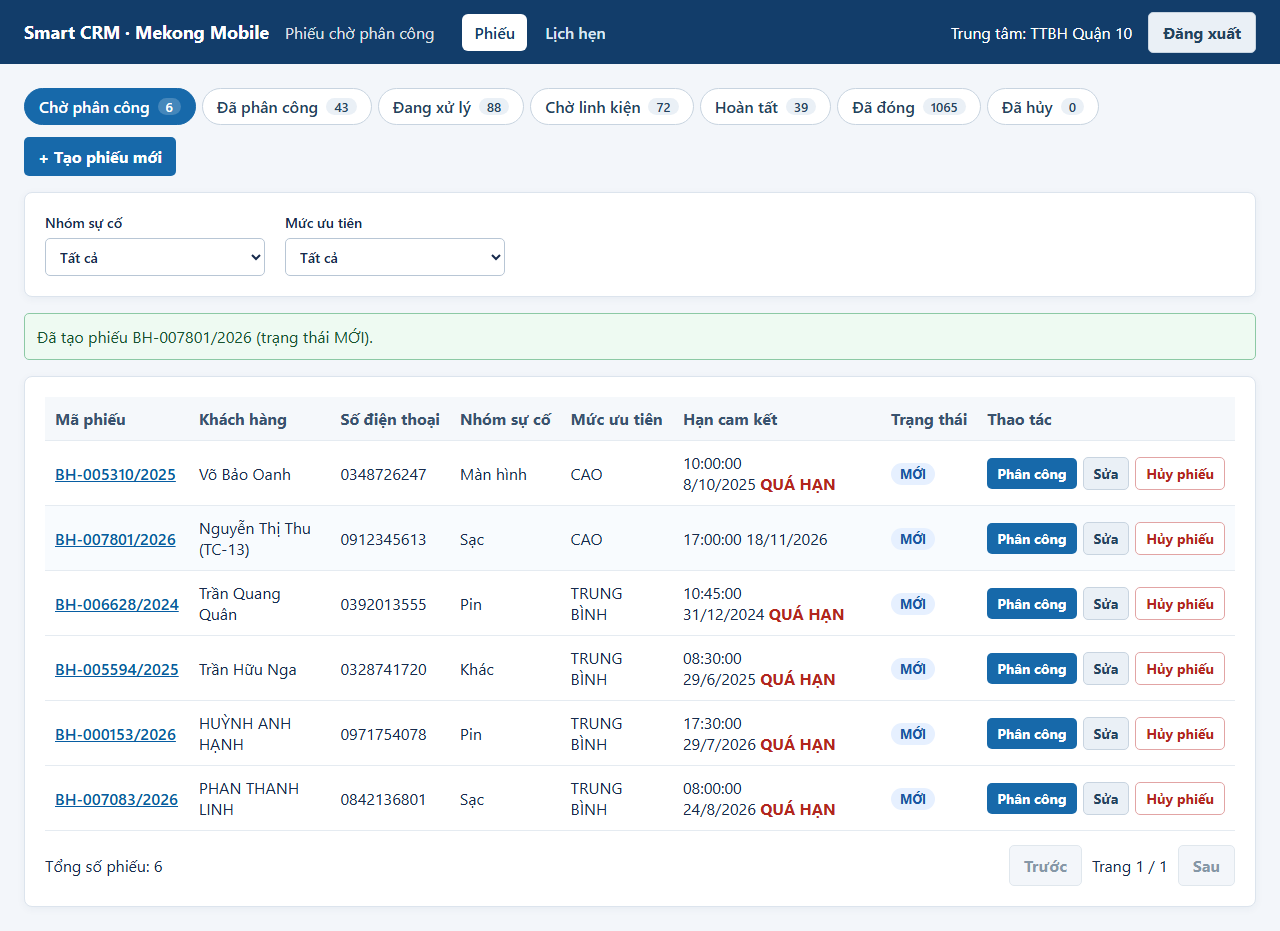 Smart CRM · Mekong Mobile
Phiếu chờ phân công
Phiếu
Lịch hẹn
Trung tâm: TTBH Quận 10
Đăng xuất
Chờ phân công 6
Đã phân công 43
Đang xử lý 88
Chờ linh kiện 72
Hoàn tất 39
Đã đóng 1065
Đã hủy 0
+ Tạo phiếu mới
Nhóm sự cố
Mức ưu tiên
Tất cả
Tất cả
Đã tạo phiếu BH-007801/2026 (trạng thái MỚI).
Mã phiếu Khách hàng Số điện thoại Nhóm sự cố Mức ưu tiên Hạn cam kết Trạng thái Thao tác
BH-005310/2025 Võ Bảo Oanh 0348726247 Màn hình CAO 10:00:00
8/10/2025 QUÁ HẠN MỚI Phân công Sửa Hủy phiếu
BH-007801/2026 Nguyễn Thị Thu
(TC-13) 0912345613 Sạc CAO 17:00:00 18/11/2026 MỚI Phân công Sửa Hủy phiếu
BH-006628/2024 Trần Quang
Quân 0392013555 Pin TRUNG
BÌNH 10:45:00
31/12/2024 QUÁ HẠN MỚI Phân công Sửa Hủy phiếu
BH-005594/2025 Trần Hữu Nga 0328741720 Khác TRUNG
BÌNH 08:30:00
29/6/2025 QUÁ HẠN MỚI Phân công Sửa Hủy phiếu
BH-000153/2026 HUỲNH ANH
HẠNH 0971754078 Pin TRUNG
BÌNH 17:30:00
29/7/2026 QUÁ HẠN MỚI Phân công Sửa Hủy phiếu
BH-007083/2026 PHAN THANH
LINH 0842136801 Sạc TRUNG
BÌNH 08:00:00
24/8/2026 QUÁ HẠN MỚI Phân công Sửa Hủy phiếu
Tổng số phiếu: 6
Trước
Trang 1 / 1
Sau